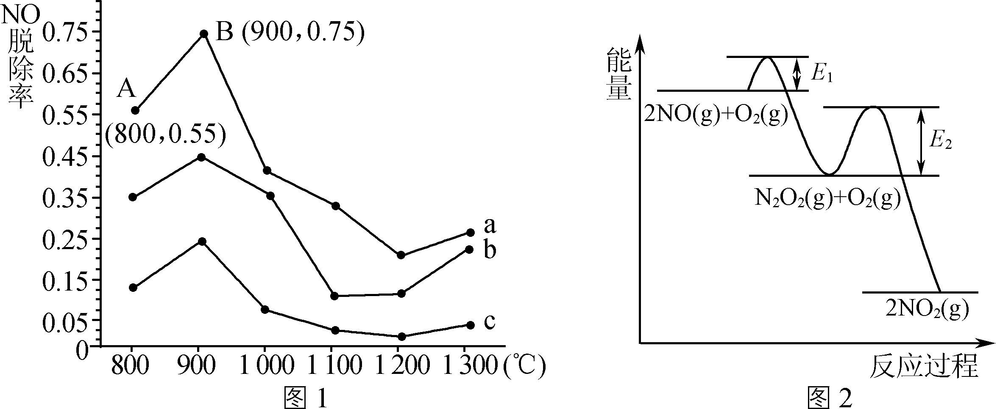 NO脱除率
0.75
0.65
0.55
0.45
0.35
0.25
0.15
0.05
0
A
(800,0.55)
B (900,0.75)
a
b
c
800 900 1 000 1 100 1 200 1 300 (℃)
图 1
能量
E₁
2NO(g)+O₂(g)
E₂
N₂O₂(g)+O₂(g)
2NO₂(g)
反应过程
图 2